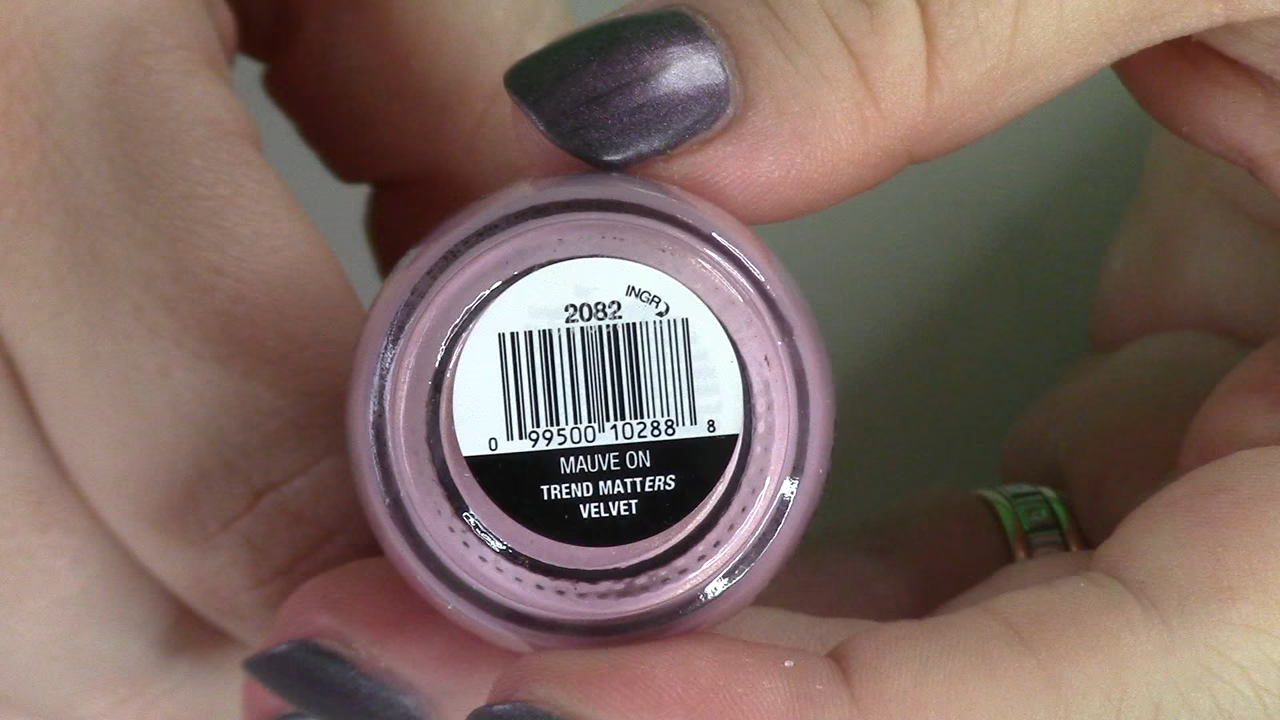 INGR
2082
0 99500 10288 8
MAUVE ON
TREND MATTERS
VELVET